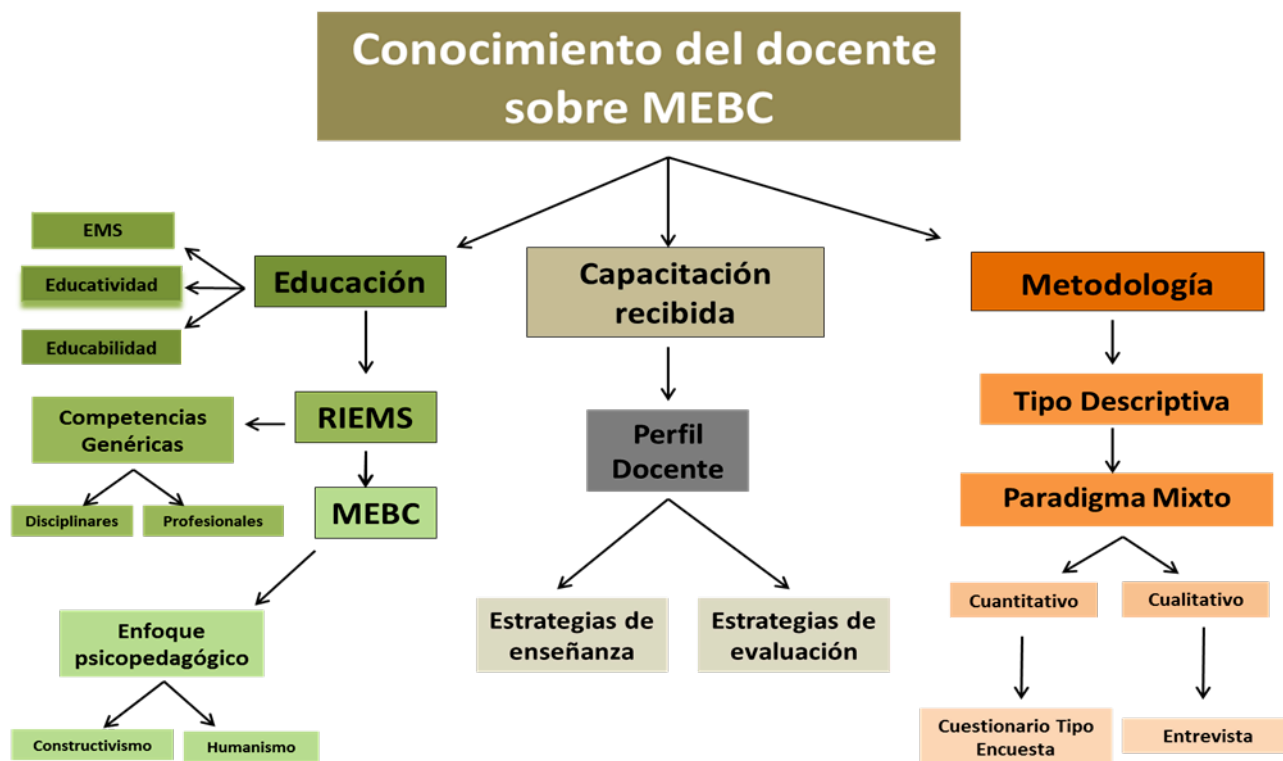 Conocimiento del docente
sobre MEBC
EMS
Educatividad
Educabilidad
Educación
Capacitación
recibida
Metodología
Competencias
Genéricas
RIEMS
Disciplinares
Profesionales
MEBC
Enfoque
psicopedagógico
Constructivismo
Humanismo
Perfil
Docente
Estrategias de
enseñanza
Estrategias de
evaluación
Tipo Descriptiva
Paradigma Mixto
Cuantitativo
Cualitativo
Cuestionario Tipo
Encuesta
Entrevista